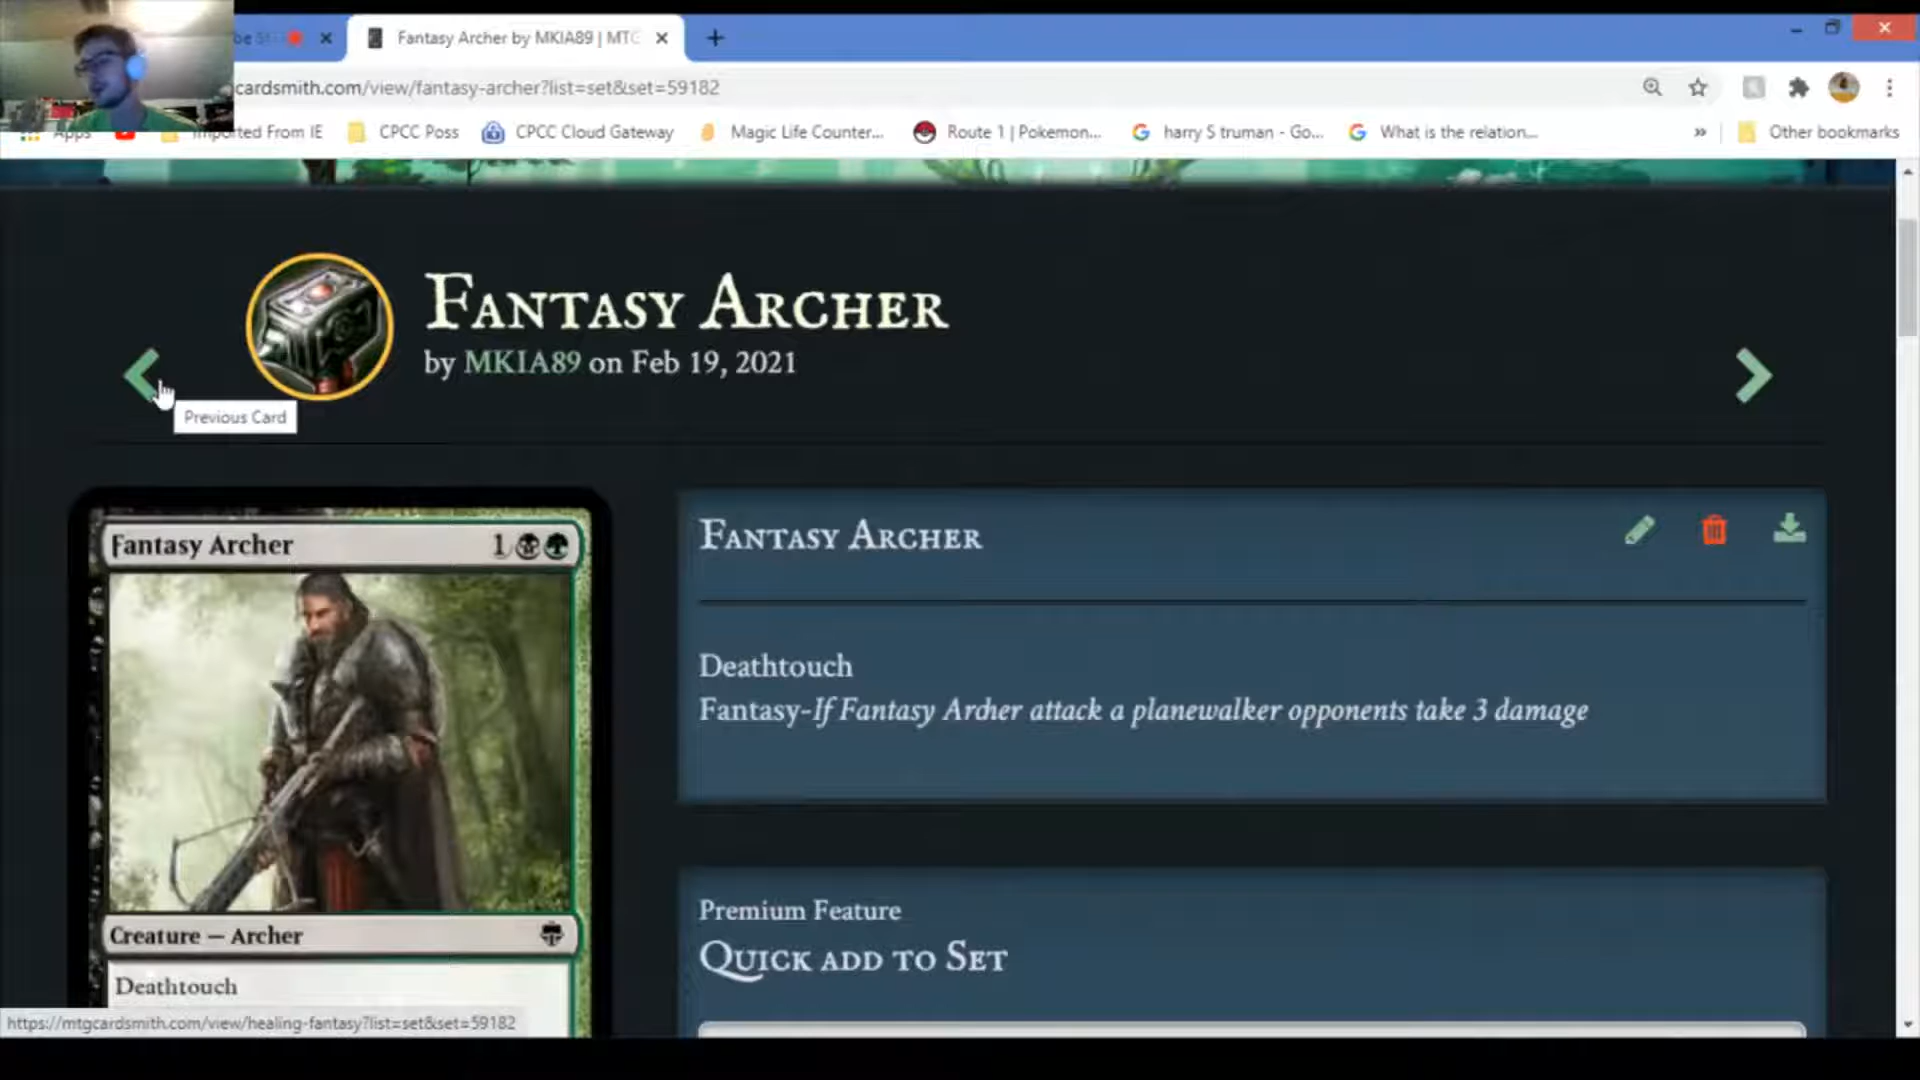 Fantasy Archer by MKIA89 | MTG
cardsmith.com/view/fantasy-archer?list=set&set=59182
Apps
Imported From IE
CPCC Poss
CPCC Cloud Gateway
Magic Life Counter...
Route 1 | Pokemon...
harry S truman - Go...
What is the relation...
»
Other bookmarks
Fantasy Archer
by MKIA89 on Feb 19, 2021
Previous Card
Fantasy Archer 1
Creature — Archer
Deathtouch
Fantasy Archer
Deathtouch
Fantasy-If Fantasy Archer attack a planewalker opponents take 3 damage
Premium Feature
Quick add to Set
https://mtgcardsmith.com/view/healing-fantasy?list=set&set=59182